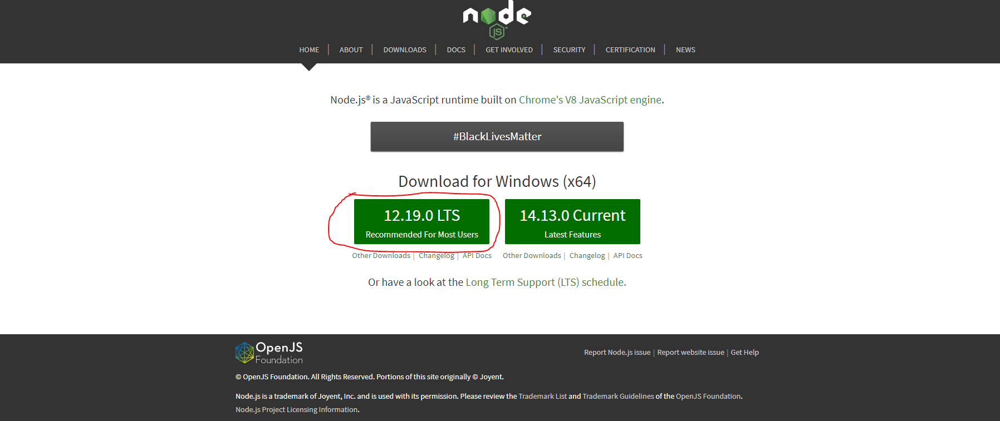 node
JS
HOME | ABOUT | DOWNLOADS | DOCS | GET INVOLVED | SECURITY | CERTIFICATION | NEWS
Node.js® is a JavaScript runtime built on Chrome's V8 JavaScript engine.
#BlackLivesMatter
Download for Windows (x64)
12.19.0 LTS 14.13.0 Current
Recommended For Most Users Latest Features
Other Downloads | Changelog | API Docs Other Downloads | Changelog | API Docs
Or have a look at the Long Term Support (LTS) schedule.
OpenJS
Foundation
Report Node.js issue | Report website issue | Get Help
© OpenJS Foundation. All Rights Reserved. Portions of this site originally © Joyent.
Node.js is a trademark of Joyent, Inc. and is used with its permission. Please review the Trademark List and Trademark Guidelines of the OpenJS Foundation.
Node.js Project Licensing Information.